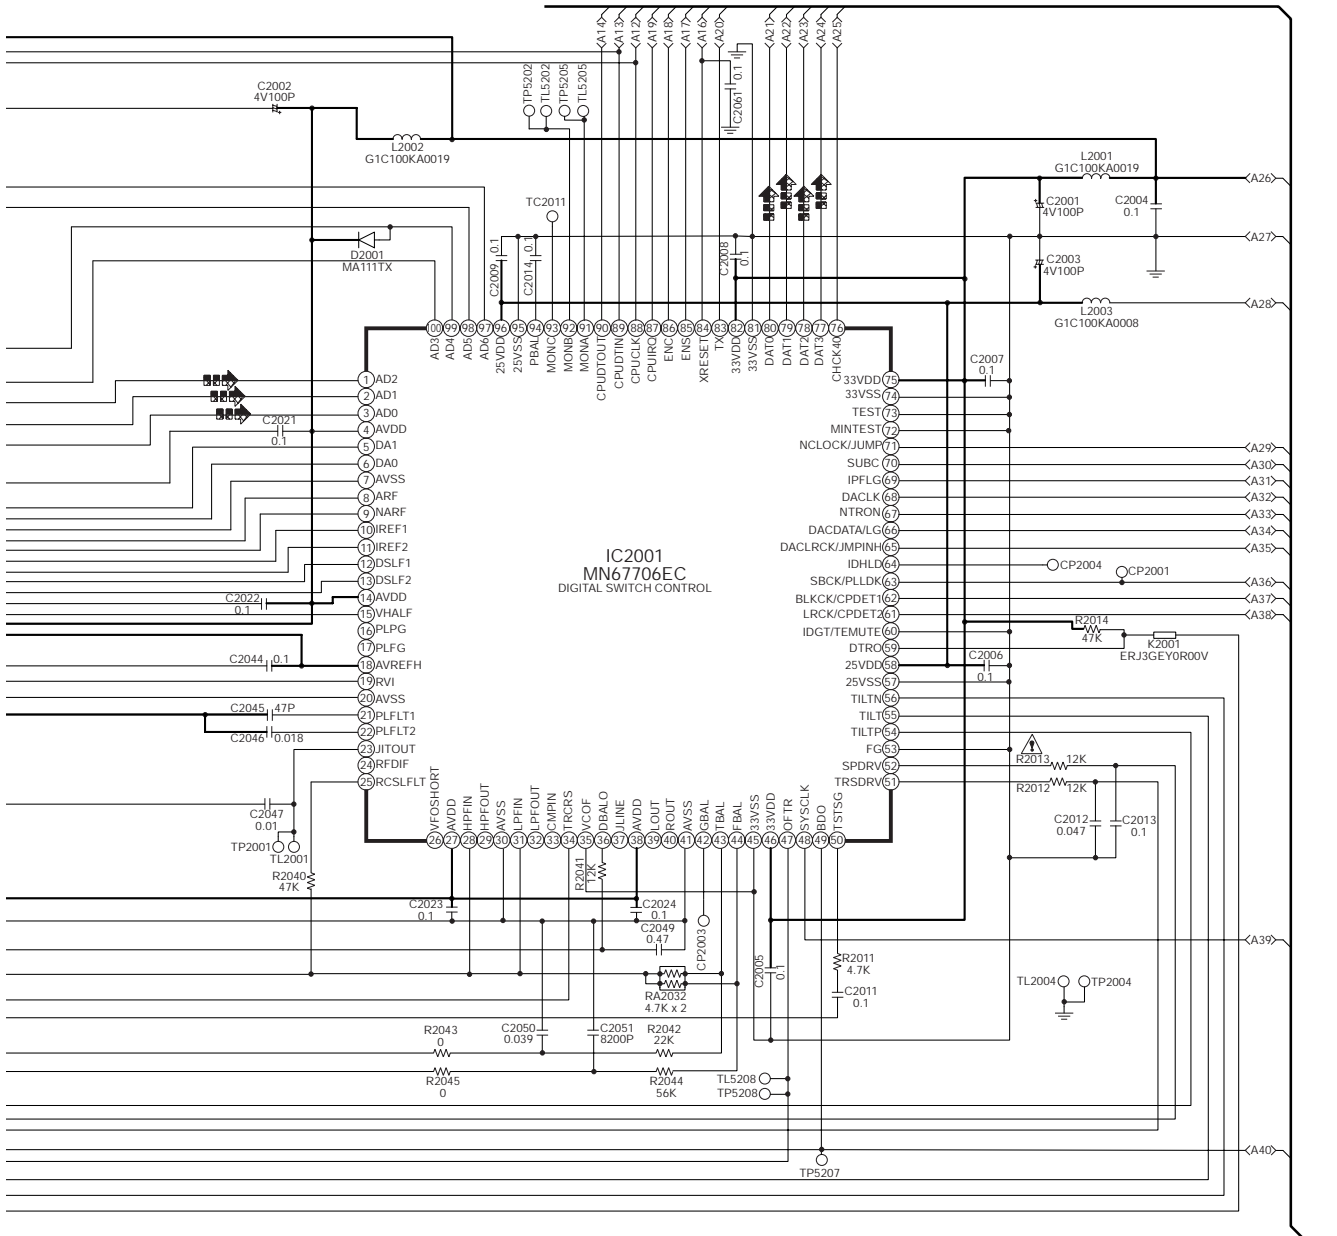 A14
A13
A12
A19
A18
A17
A16
A20
A21
A22
A23
A24
A25
TP5202
TL5202
TP5205
TL5205
C2061 0.1
C2002
4V100P
L2002
G1C100KA0019
L2001
G1C100KA0019
A26
C2001
4V100P
C2004
0.1
TC2011
A27
D2001
MA111TX
C2009 0.1
C2014 0.1
C2008
0.1
C2003
4V100P
L2003
G1C100KA0008
A28
100 99 98 97 96 95 94 93 92 91 90 89 88 87 86 85 84 83 82 81 80 79 78 77 76
AD3
AD4
AD5
AD6
25VDD
25VSS
PBAL
MONC
MONB
MONA
CPUDTOUT
CPUDTIN
CPUCLK
CPUIRQ
ENC
ENS
XRESET
TX
33VDD
33VSS
DAT0
DAT1
DAT2
DAT3
CHCK40
1 AD2
2 AD1
3 AD0
4 AVDD
5 DA1
6 DA0
7 AVSS
8 ARF
9 NARF
10 IREF1
11 IREF2
12 DSLF1
13 DSLF2
14 AVDD
15 VHALF
16 PLPG
17 PLFG
18 AVREFH
19 RVI
20 AVSS
21 PLFLT1
22 PLFLT2
23 JITOUT
24 RFDIF
25 RCSLFLT
C2021
0.1
C2022
0.1
C2044 0.1
C2045 47P
C2046 0.018
C2047
0.01
TP2001
TL2001
R2040
47K
IC2001
MN67706EC
DIGITAL SWITCH CONTROL
33VDD 75
33VSS 74
TEST 73
MINTEST 72
NCLOCK/JUMP 71
SUBC 70
IPFLG 69
DACLK 68
NTRON 67
DACDATA/LG 66
DACLRCK/JMPINH 65
IDHLD 64
SBCK/PLLDK 63
BLKCK/CPDET1 62
LRCK/CPDET2 61
IDGT/TEMUTE 60
DTRO 59
25VDD 58
25VSS 57
TILTN 56
TILT 55
TILTP 54
FG 53
SPDRV 52
TRSDRV 51
C2007
0.1
A29
A30
A31
A32
A33
A34
A35
CP2004
CP2001
A36
A37
A38
R2014
47K
K2001
ERJ3GEY0R00V
C2006
0.1
R2013 12K
R2012 12K
C2012
0.047
C2013
0.1
VFOSHORT
AVDD
HPFIN
HPFOUT
AVSS
LPFIN
LPFOUT
CMPIN
TRCRS
VCOF
DBALO
JLINE
AVDD
LOUT
ROUT
AVSS
GBAL
TBAL
FBAL
33VSS
33VDD
OFTR
SYSCLK
BDO
TSTSG
26 27 28 29 30 31 32 33 34 35 36 37 38 39 40 41 42 43 44 45 46 47 48 49 50
R2041
12K
C2023
0.1
C2024
0.1
C2049
0.47
CP2003
C2005
0.1
R2011
4.7K
C2011
0.1
A39
RA2032
4.7K x 2
TL2004
TP2004
R2043
0
C2050
0.039
C2051
8200P
R2042
22K
R2045
0
R2044
56K
TL5208
TP5208
A40
TP5207